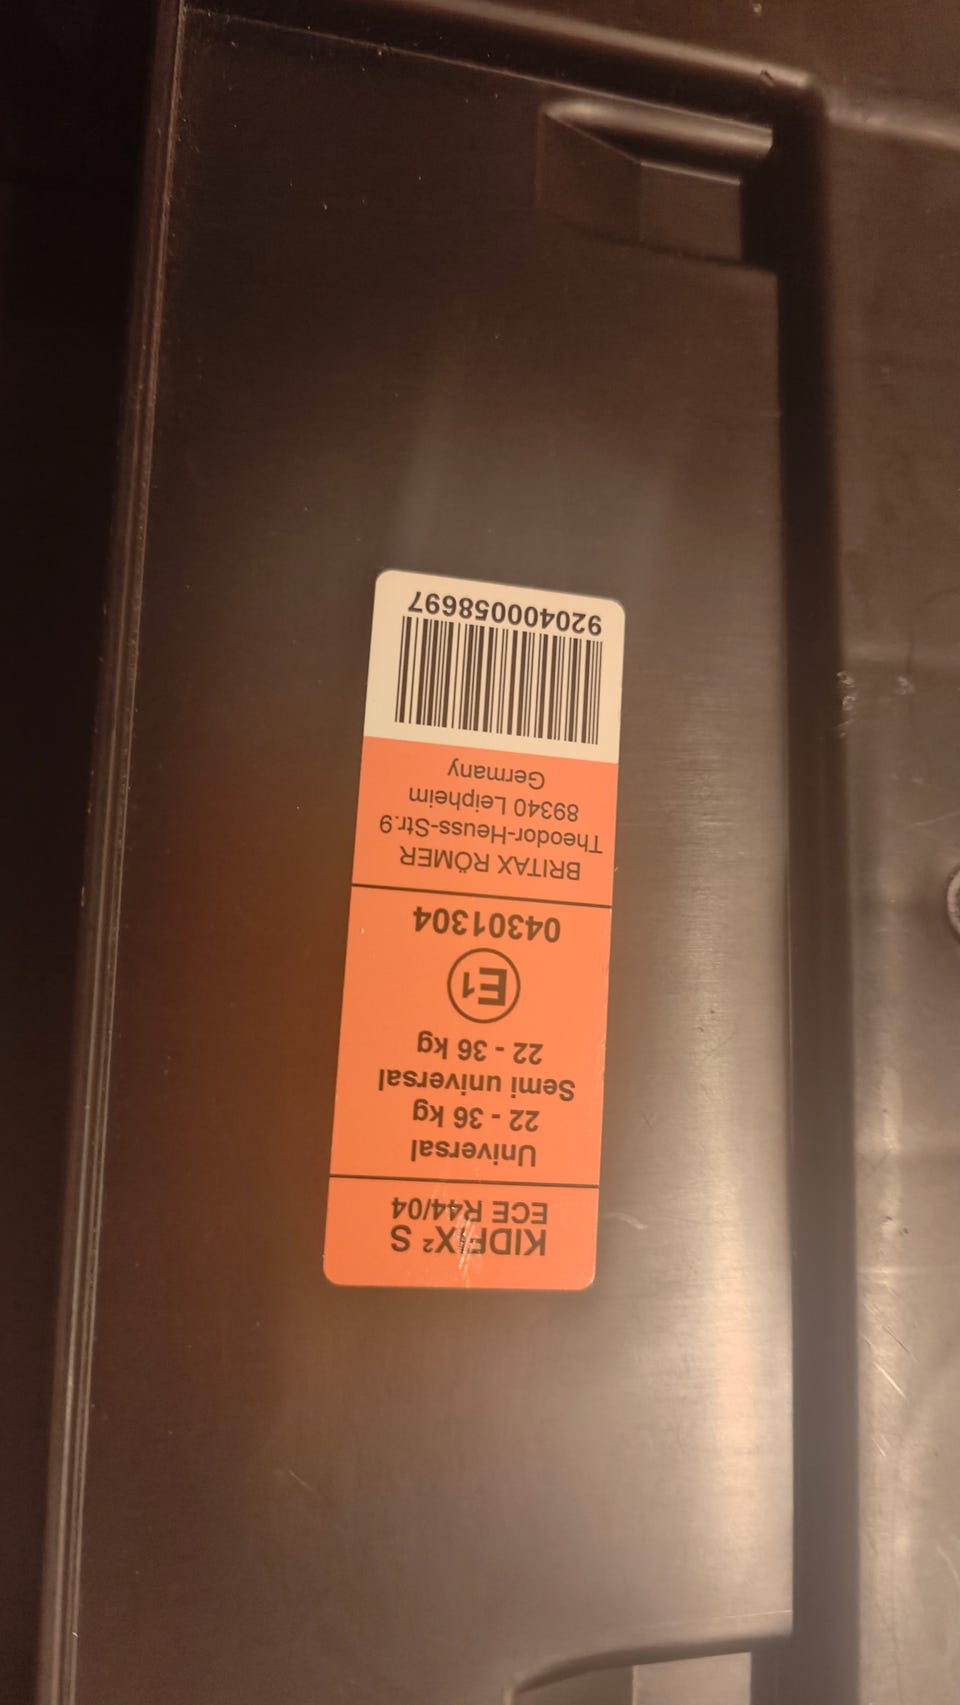 KIDFIX² S
ECE R44/04
Universal
22 - 36 kg
Semi universal
22 - 36 kg
E1
04301304
BRITAX RÖMER
Theodor-Heuss-Str.9
89340 Leipheim
Germany
920400058697